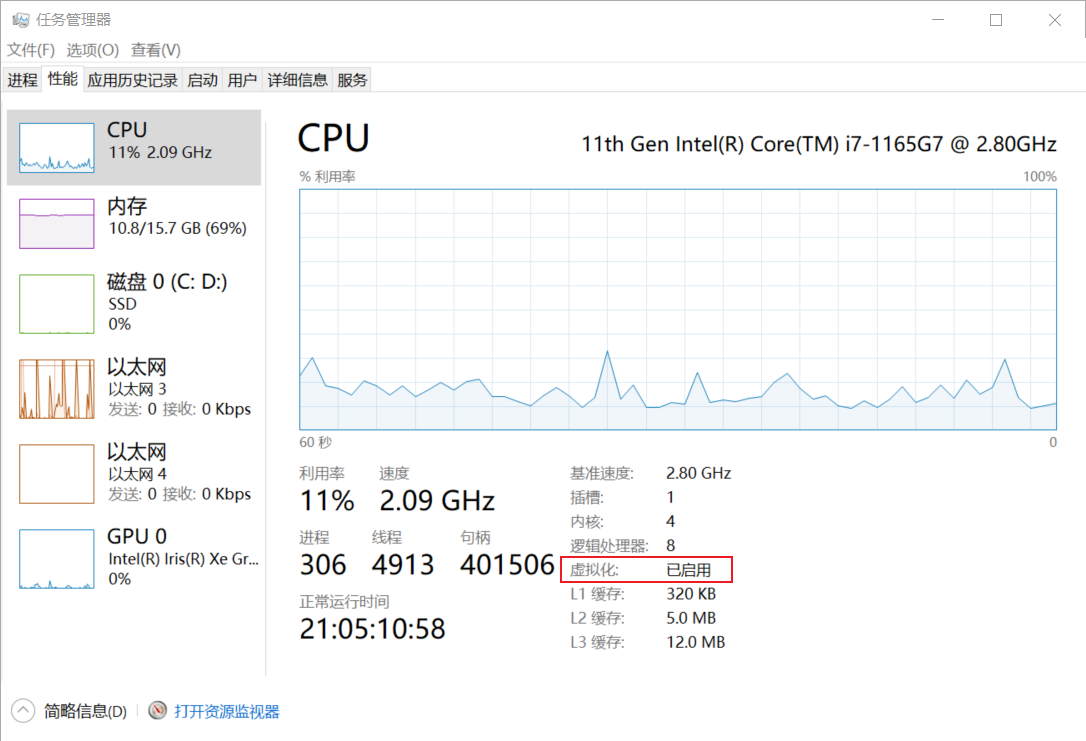 任务管理器
文件(F) 选项(O) 查看(V)
进程 性能 应用历史记录 启动 用户 详细信息 服务
CPU
11% 2.09 GHz
内存
10.8/15.7 GB (69%)
磁盘 0 (C: D:)
SSD
0%
以太网
以太网 3
发送: 0 接收: 0 Kbps
以太网
以太网 4
发送: 0 接收: 0 Kbps
GPU 0
Intel(R) Iris(R) Xe Gr...
0%
CPU
11th Gen Intel(R) Core(TM) i7-1165G7 @ 2.80GHz
% 利用率
100%
60 秒
0
利用率 速度
11% 2.09 GHz
进程 线程 句柄
306 4913 401506
正常运行时间
21:05:10:58
基准速度: 2.80 GHz
插槽: 1
内核: 4
逻辑处理器: 8
虚拟化: 已启用
L1 缓存: 320 KB
L2 缓存: 5.0 MB
L3 缓存: 12.0 MB
简略信息(D)
打开资源监视器